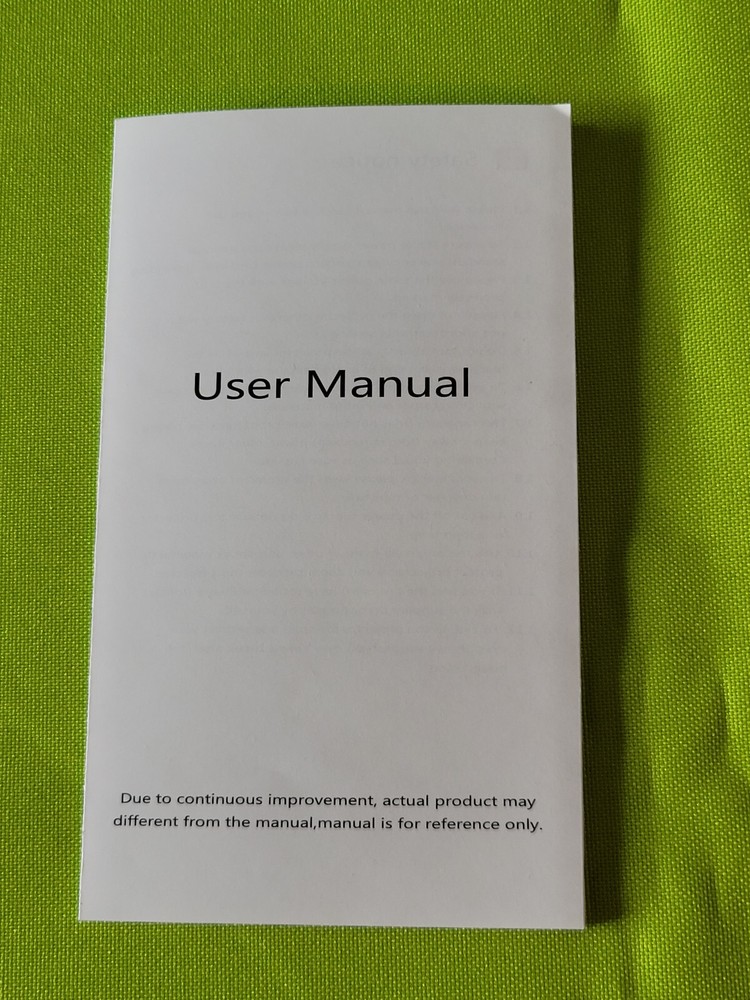 User Manual
Due to continuous improvement, actual product may
different from the manual,manual is for reference only.